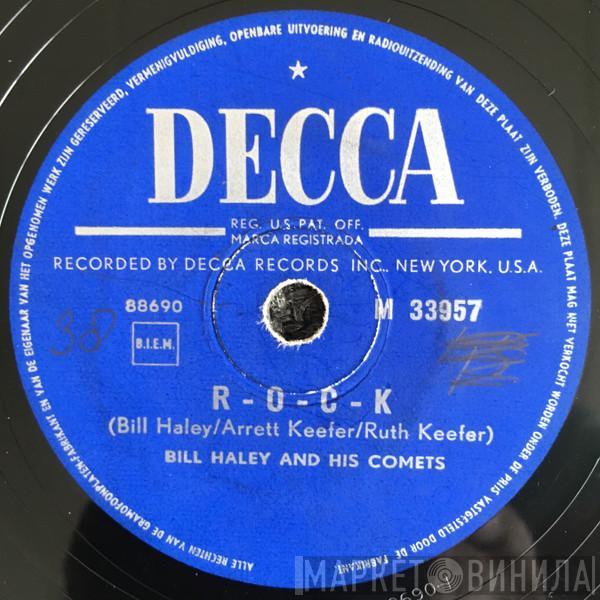 ALLE RECHTEN VAN DE GRAMOFOONPLATEN-FABRIKANT EN VAN DE EIGENAAR VAN HET OPGENOMEN WERK ZIJN GERESERVEERD, VERMENIGVULDIGING, OPENBARE UITVOERING EN RADIOUITZENDING VAN DEZE PLAAT ZIJN VERBODEN. DEZE PLAAT MAG NIET VERKOCHT WORDEN ONDER DE PRIJS VASTGESTELD DOOR DE FABRIKANT
DECCA
REG. U.S. PAT. OFF.
MARCA REGISTRADA
RECORDED BY DECCA RECORDS INC., NEW YORK, U.S.A.
88690 M 33957
38
B.I.E.M.
R-O-C-K
(Bill Haley/Arrett Keefer/Ruth Keefer)
BILL HALEY AND HIS COMETS
МАРКЕТ ВИНИЛА